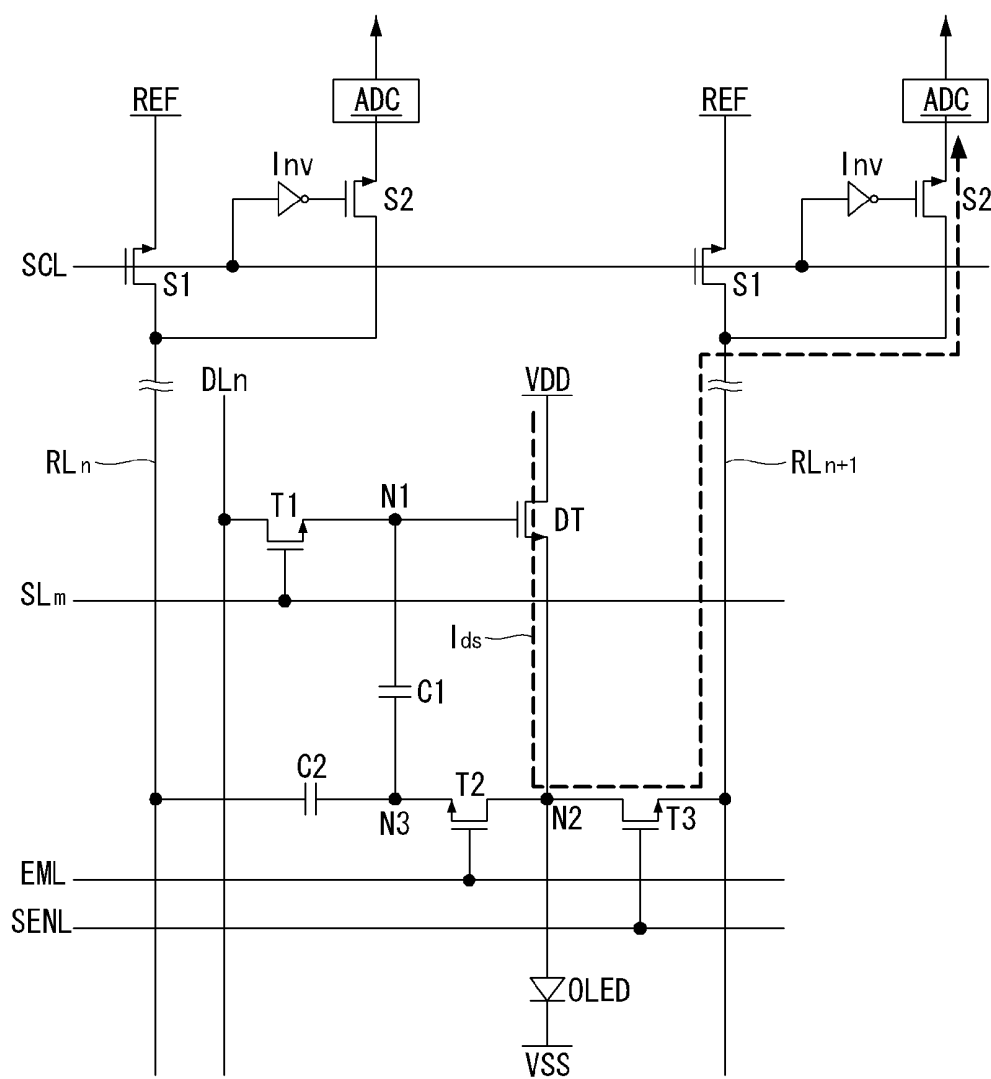 REF
ADC
REF
ADC
Inv
S2
Inv
S2
SCL
S1
S1
DLn
VDD
RLn
RLn+1
T1
N1
DT
SLm
Ids
C1
C2
T2
N3
N2
T3
EML
SENL
OLED
VSS